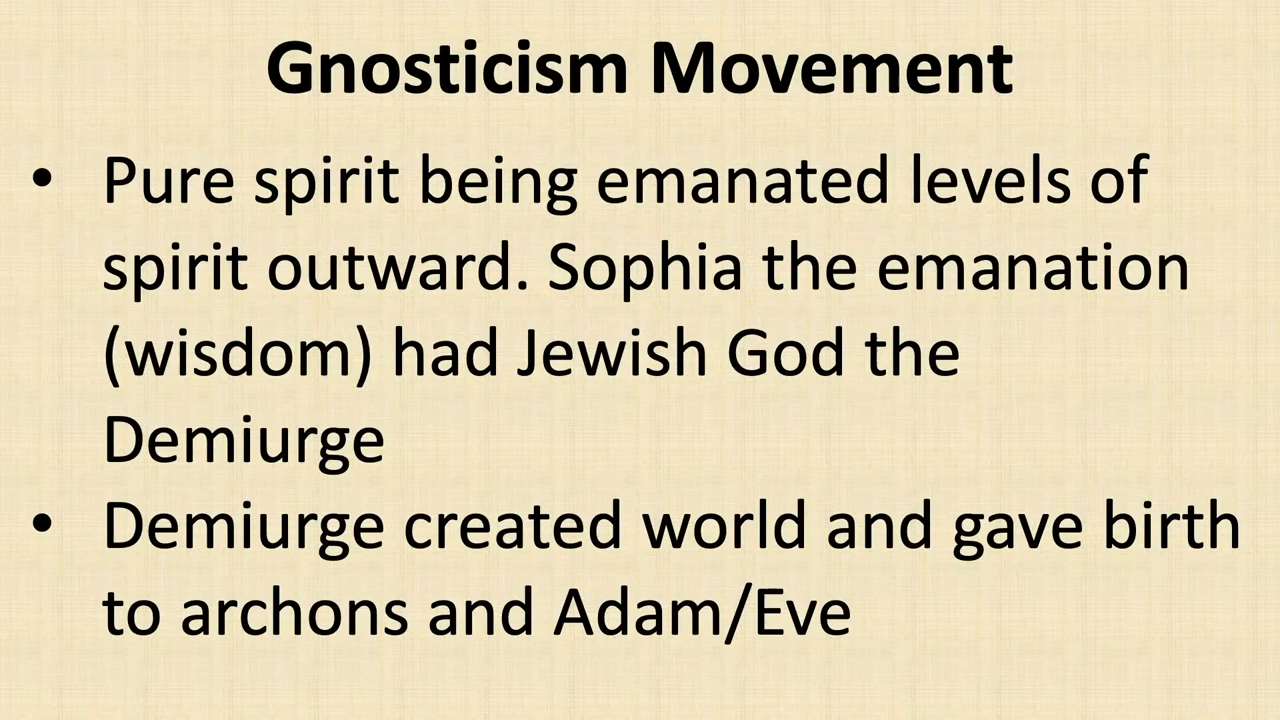 Gnosticism Movement
• Pure spirit being emanated levels of
spirit outward. Sophia the emanation
(wisdom) had Jewish God the
Demiurge
• Demiurge created world and gave birth
to archons and Adam/Eve